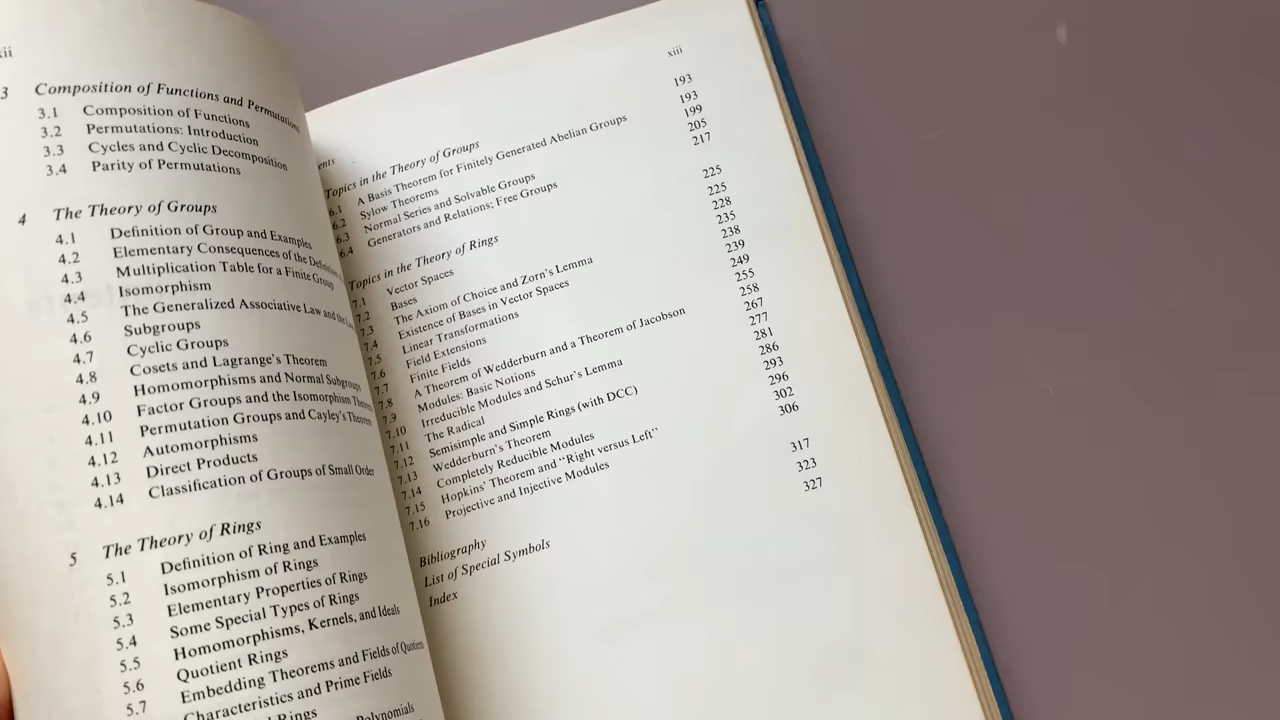 3 Composition of Functions and Permutations
3.1 Composition of Functions
3.2 Permutations: Introduction
3.3 Cycles and Cyclic Decomposition
3.4 Parity of Permutations
4 The Theory of Groups
4.1 Definition of Group and Examples
4.2 Elementary Consequences of the
4.3 Multiplication Table for a Finite Group
4.4 Isomorphism
4.5 The Generalized Associative Law and the
4.6 Subgroups
4.7 Cyclic Groups
4.8 Cosets and Lagrange's Theorem
4.9 Homomorphisms and Normal Subgroups
4.10 Factor Groups and the Isomorphism
4.11 Permutation Groups and Cayley's Theorem
4.12 Automorphisms
4.13 Direct Products
4.14 Classification of Groups of Small Order
5 The Theory of Rings
5.1 Definition of Ring and Examples
5.2 Isomorphism of Rings
5.3 Elementary Properties of Rings
5.4 Some Special Types of Rings
5.5 Homomorphisms, Kernels, and Ideals
5.6 Quotient Rings
5.7 Embedding Theorems and Fields of Quotients
Characteristics and Prime Fields
Rings
Polynomials
xiii
Topics in the Theory of Groups 193
6.1 A Basis Theorem for Finitely Generated Abelian Groups 193
6.2 Sylow Theorems 199
6.3 Normal Series and Solvable Groups 205
6.4 Generators and Relations; Free Groups 217
Topics in the Theory of Rings 225
7.1 Vector Spaces 225
7.2 Bases 228
7.3 The Axiom of Choice and Zorn's Lemma 235
7.4 Existence of Bases in Vector Spaces 238
7.5 Linear Transformations 239
7.6 Field Extensions 249
7.7 Finite Fields 255
7.8 A Theorem of Wedderburn and a Theorem of Jacobson 258
7.9 Modules: Basic Notions 267
7.10 Irreducible Modules and Schur's Lemma 277
7.11 The Radical 281
7.12 Semisimple and Simple Rings (with DCC) 286
7.13 Wedderburn's Theorem 293
7.14 Completely Reducible Modules 296
7.15 Hopkins' Theorem and "Right versus Left" 302
7.16 Projective and Injective Modules 306
Bibliography 317
List of Special Symbols 323
Index 327